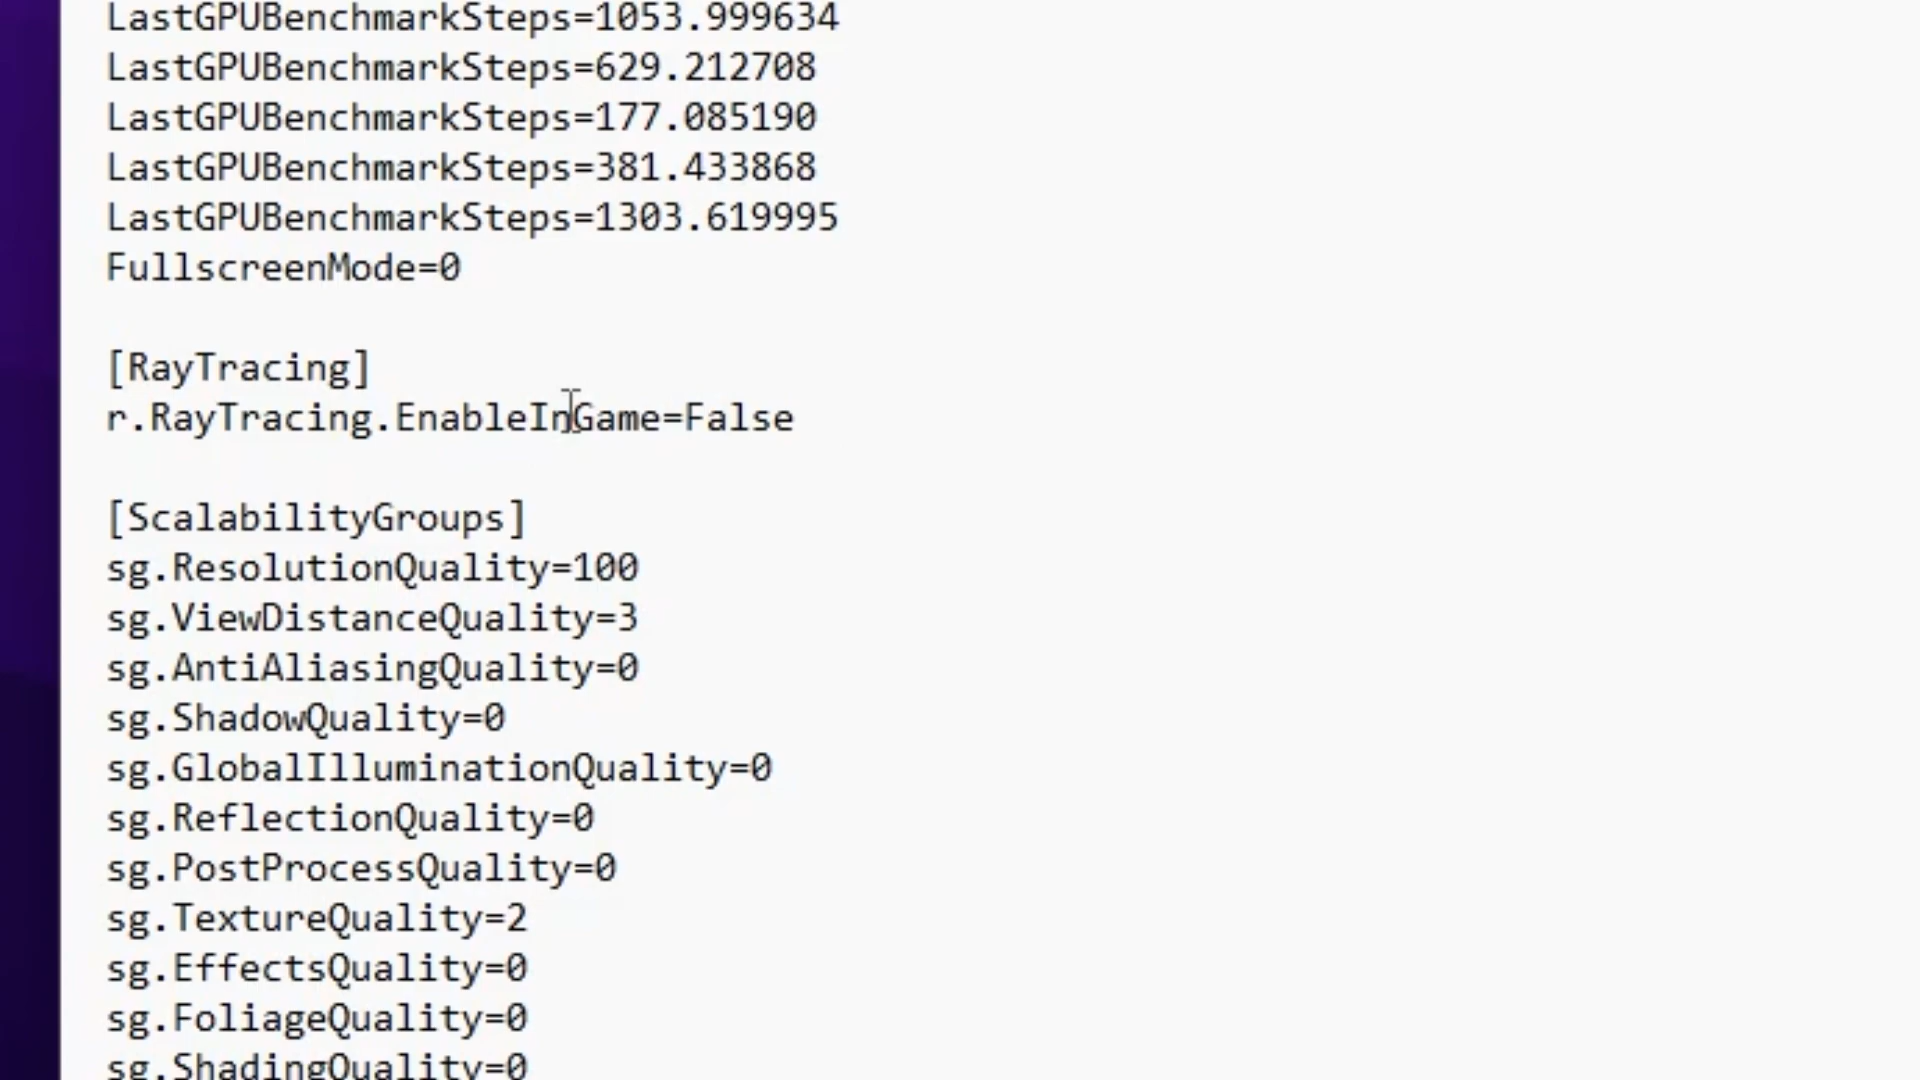 LastGPUBenchmarkSteps=1053.999634
LastGPUBenchmarkSteps=629.212708
LastGPUBenchmarkSteps=177.085190
LastGPUBenchmarkSteps=381.433868
LastGPUBenchmarkSteps=1303.619995
FullscreenMode=0
[RayTracing]
r.RayTracing.EnableInGame=False
[ScalabilityGroups]
sg.ResolutionQuality=100
sg.ViewDistanceQuality=3
sg.AntiAliasingQuality=0
sg.ShadowQuality=0
sg.GlobalIlluminationQuality=0
sg.ReflectionQuality=0
sg.PostProcessQuality=0
sg.TextureQuality=2
sg.EffectsQuality=0
sg.FoliageQuality=0
sg.ShadingQuality=0